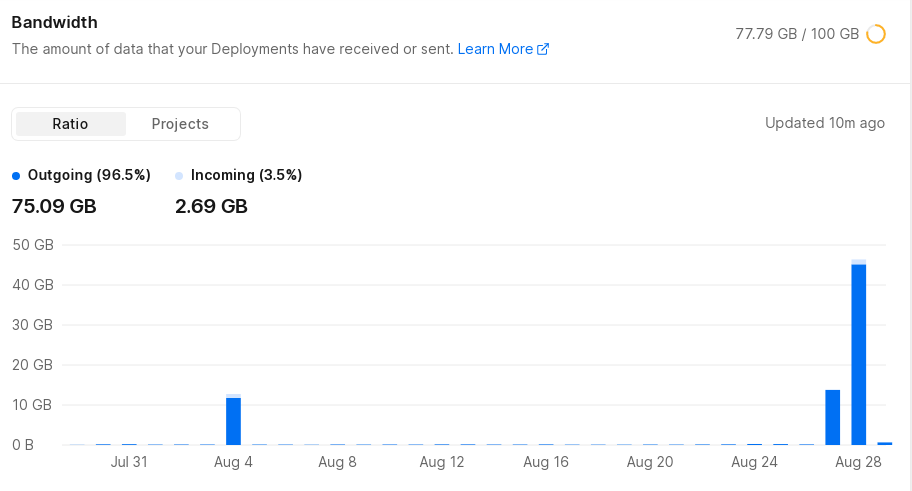 Bandwidth
The amount of data that your Deployments have received or sent. Learn More
77.79 GB / 100 GB
Ratio Projects
Updated 10m ago
Outgoing (96.5%) Incoming (3.5%)
75.09 GB 2.69 GB
50 GB
40 GB
30 GB
20 GB
10 GB
0 B
Jul 31 Aug 4 Aug 8 Aug 12 Aug 16 Aug 20 Aug 24 Aug 28